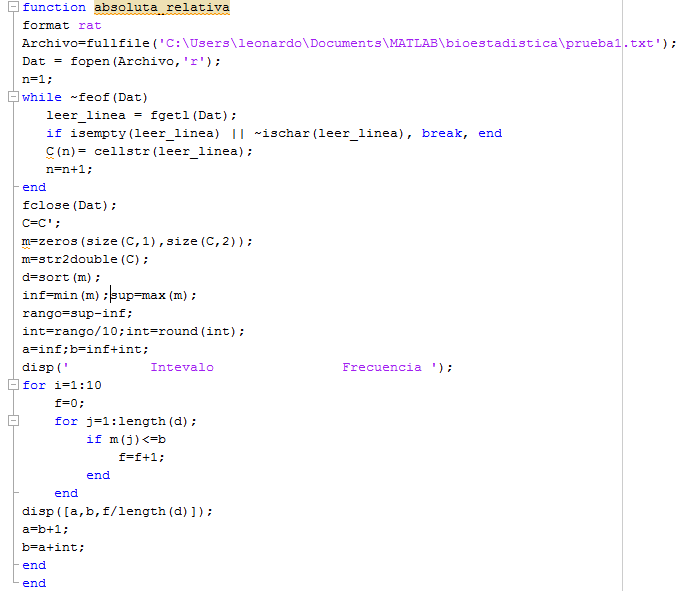 function absoluta_relativa
format rat
Archivo=fullfile('C:\Users\leonardo\Documents\MATLAB\bioestadistica\prueba1.txt');
Dat = fopen(Archivo,'r');
n=1;
while ~feof(Dat)
   leer_linea = fgetl(Dat);
   if isempty(leer_linea) || ~ischar(leer_linea), break, end
   C(n)= cellstr(leer_linea);
   n=n+1;
end
fclose(Dat);
C=C';
m=zeros(size(C,1),size(C,2));
m=str2double(C);
d=sort(m);
inf=min(m);sup=max(m);
rango=sup-inf;
int=rango/10;int=round(int);
a=inf;b=inf+int;
disp('          Intevalo                Frecuencia ');
for i=1:10
    f=0;
    for j=1:length(d);
        if m(j)<=b
            f=f+1;
        end
    end
disp([a,b,f/length(d)]);
a=b+1;
b=a+int;
end
end